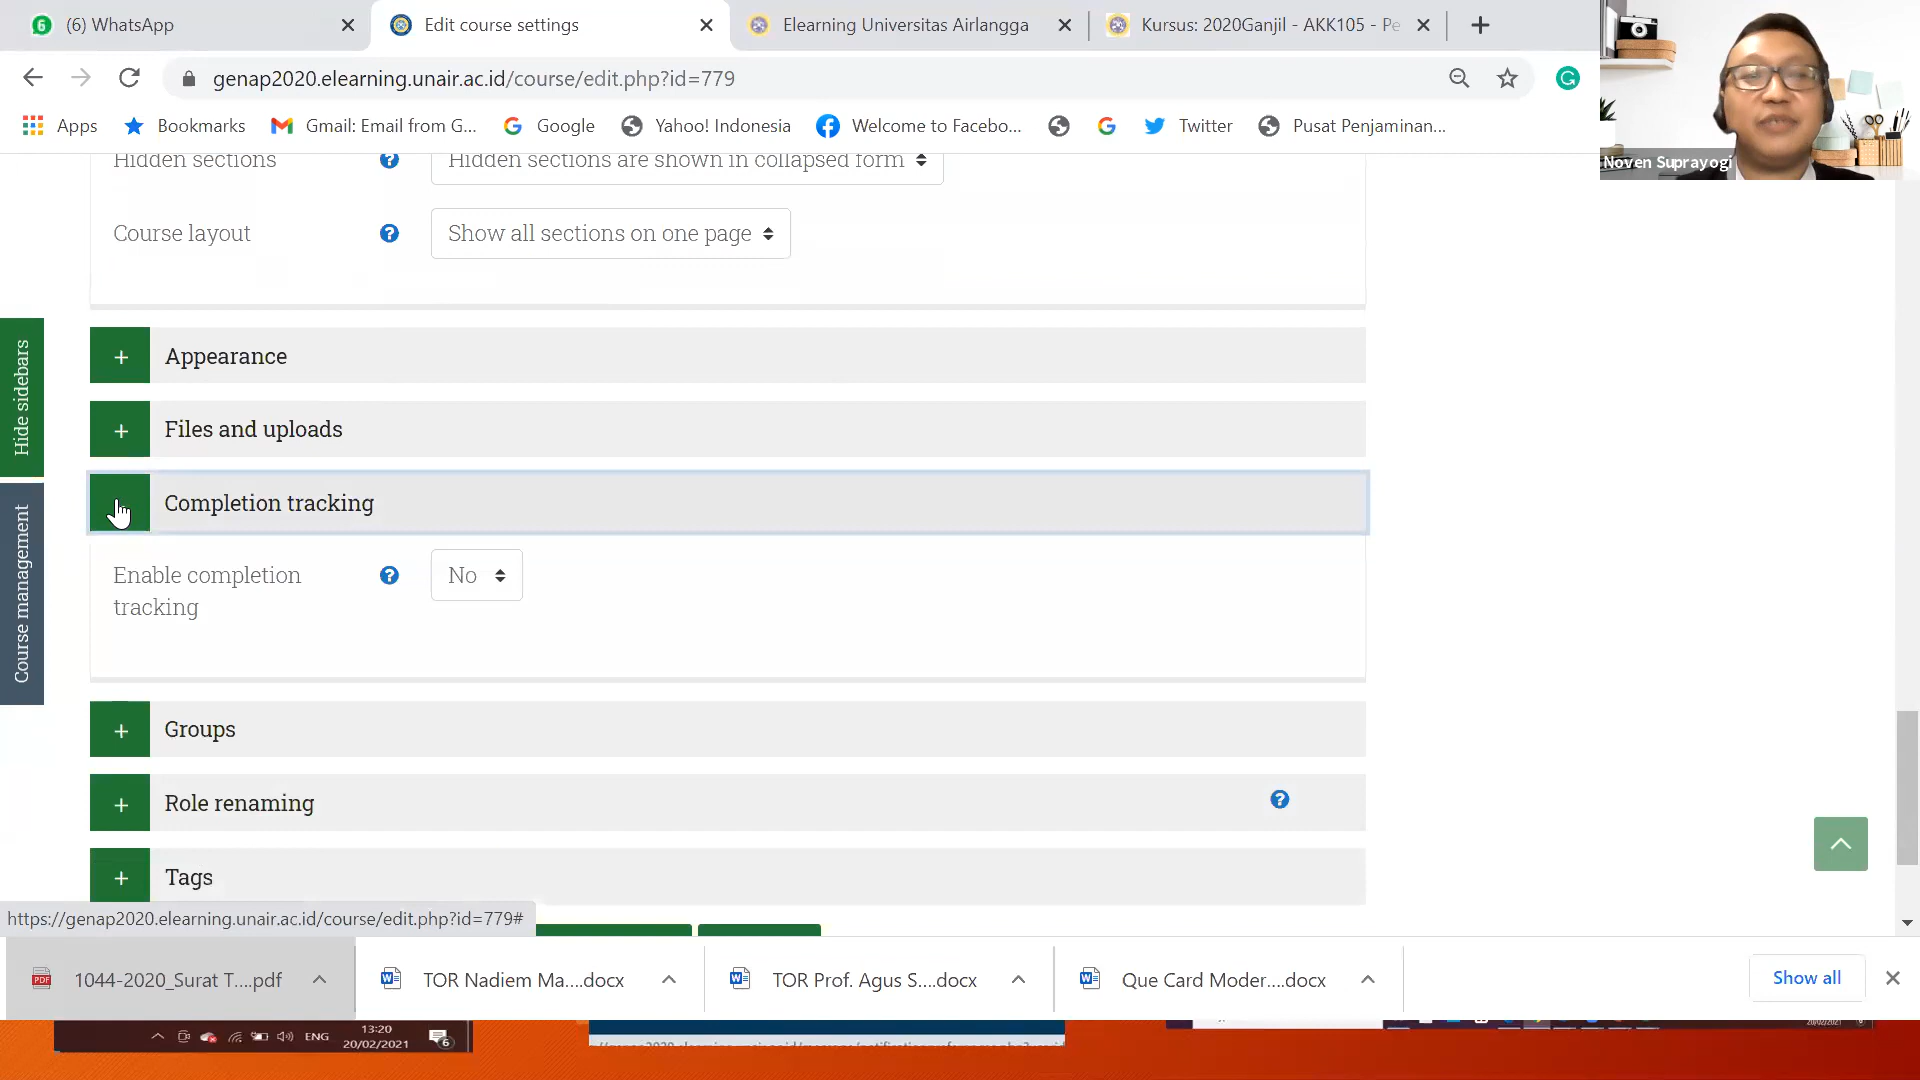 (6) WhatsApp
Edit course settings
Elearning Universitas Airlangga
Kursus: 2020Ganjil - AKK105 - Pe
genap2020.elearning.unair.ac.id/course/edit.php?id=779
Apps
Bookmarks
Gmail: Email from G...
Google
Yahoo! Indonesia
Welcome to Facebo...
Twitter
Pusat Penjaminan...
Noven Suprayogi
Hidden sections
Hidden sections are shown in collapsed form
Course layout
Show all sections on one page
Hide sidebars
Course management
Appearance
Files and uploads
Completion tracking
Enable completion
tracking
No
Groups
Role renaming
Tags
https://genap2020.elearning.unair.ac.id/course/edit.php?id=779#
1044-2020_Surat T....pdf
TOR Nadiem Ma....docx
TOR Prof. Agus S....docx
Que Card Moder....docx
Show all
ENG
13:20
20/02/2021
6